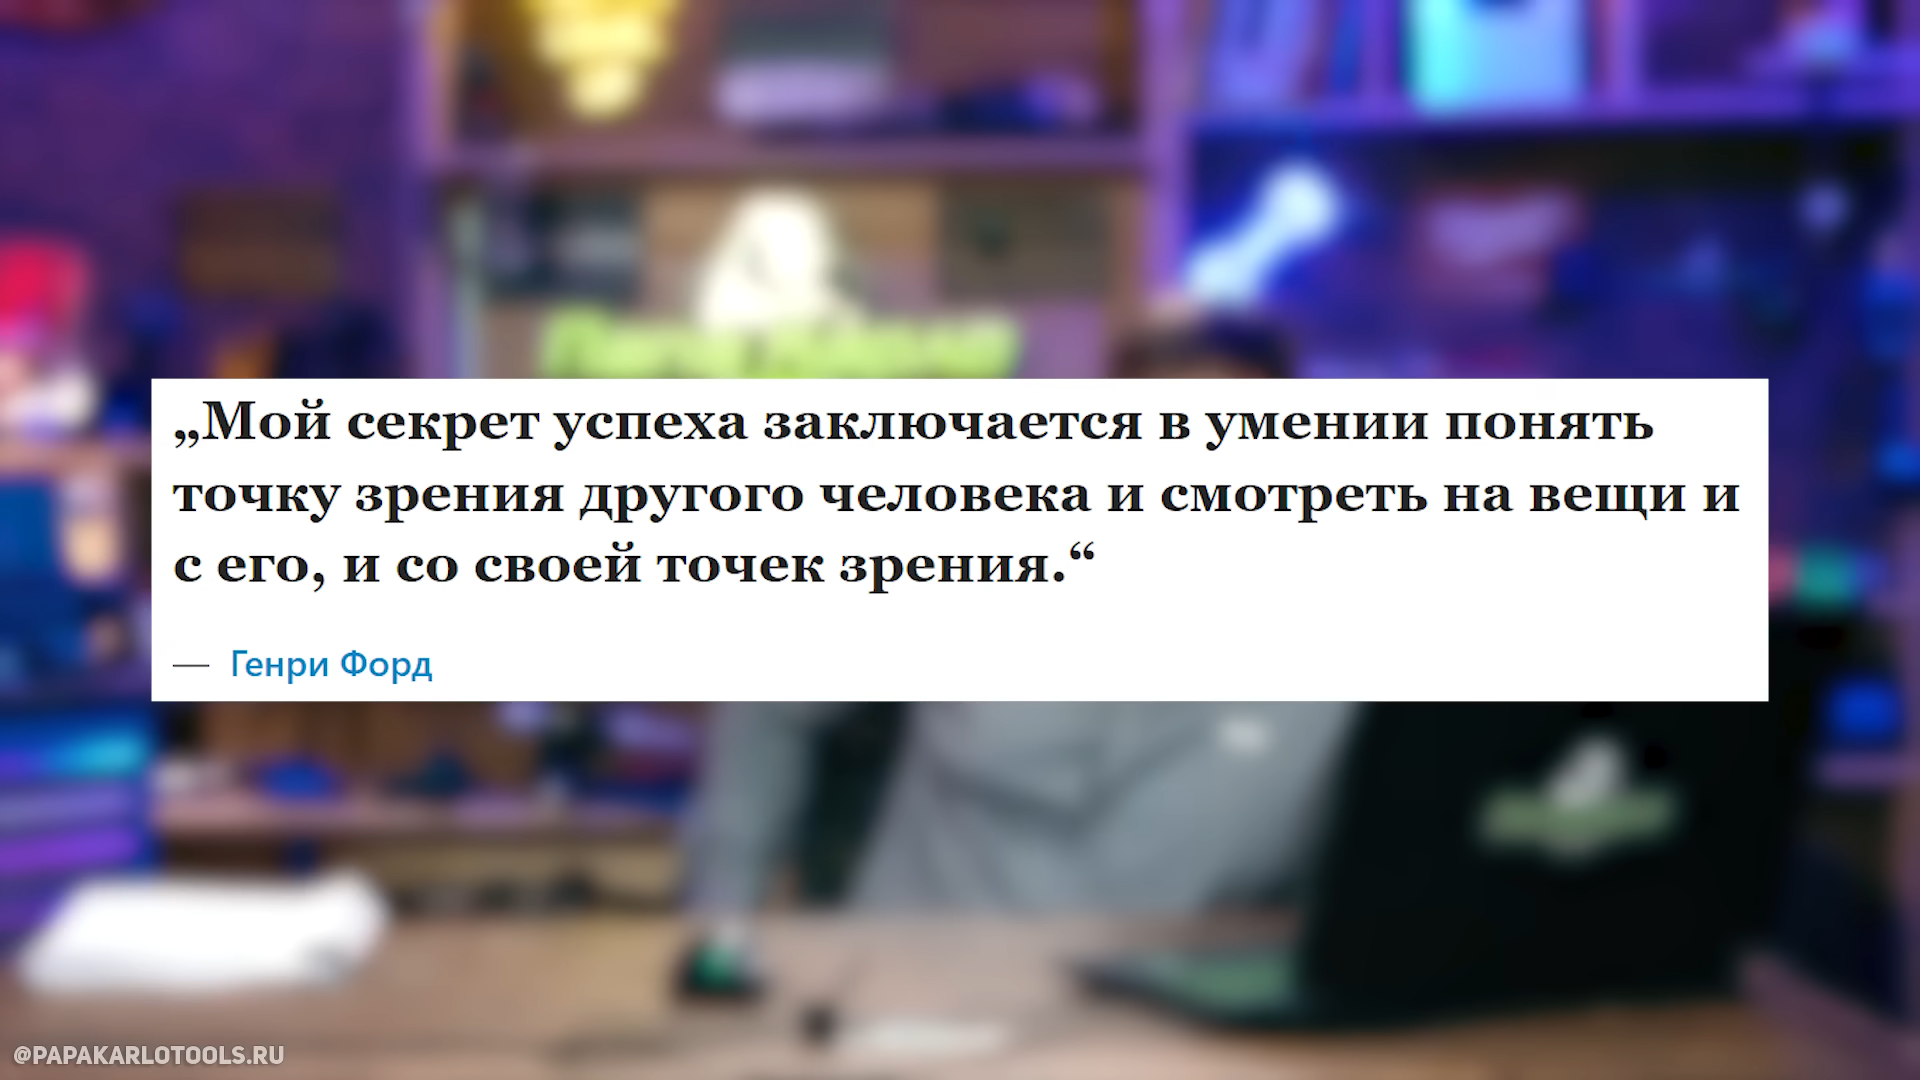 „Мой секрет успеха заключается в умении понять
точку зрения другого человека и смотреть на вещи и
с его, и со своей точек зрения.“
— Генри Форд
@PAPAKARLOTOOLS.RU